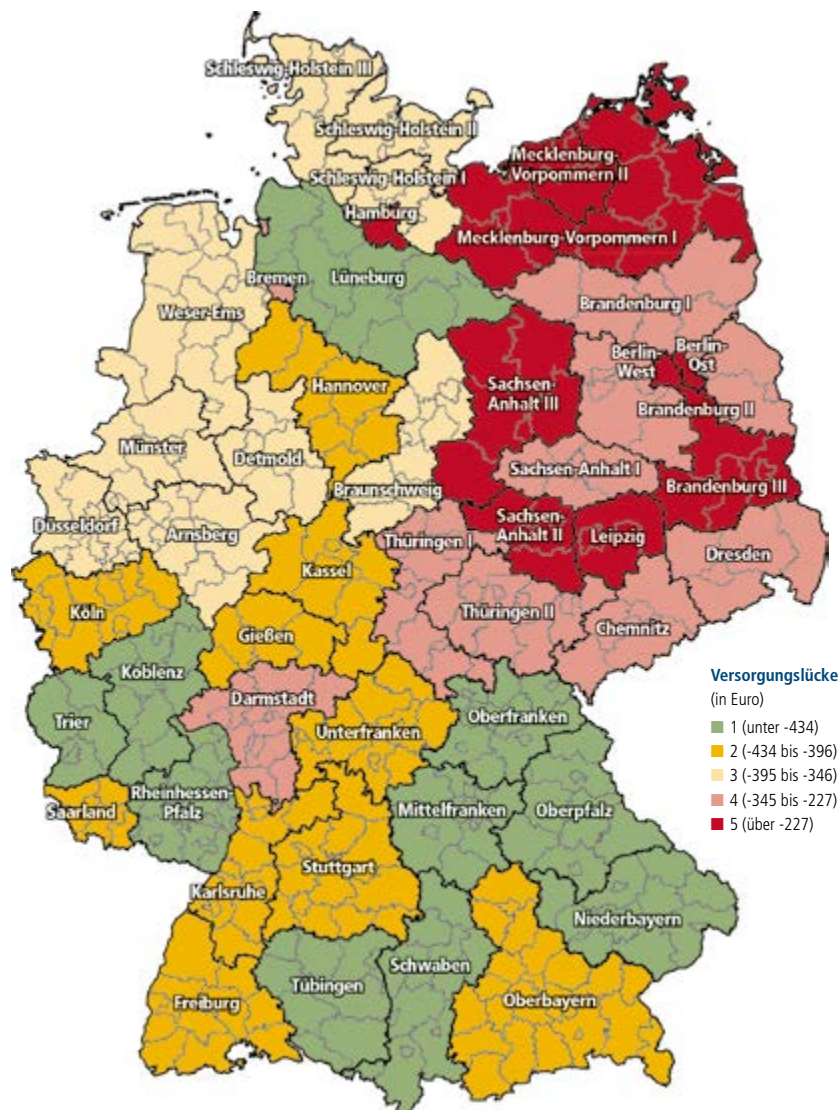 Schleswig-Holstein III
Schleswig-Holstein II
Schleswig-Holstein I
Hamburg
Mecklenburg-
Vorpommern II
Mecklenburg-Vorpommern I
Bremen
Lüneburg
Weser-Ems
Brandenburg I
Berlin-
West
Berlin-
Ost
Hannover
Sachsen-
Anhalt III
Brandenburg II
Münster
Detmold
Braunschweig
Sachsen-Anhalt I
Brandenburg III
Düsseldorf
Arnsberg
Sachsen-
Anhalt II
Leipzig
Thüringen I
Kassel
Dresden
Köln
Gießen
Thüringen II
Chemnitz
Koblenz
Darmstadt
Trier
Unterfranken
Oberfranken
Saarland
Rheinhessen-
Pfalz
Mittelfranken
Oberpfalz
Karlsruhe
Stuttgart
Niederbayern
Freiburg
Tübingen
Schwaben
Oberbayern
Versorgungslücke
(in Euro)
1 (unter -434)
2 (-434 bis -396)
3 (-395 bis -346)
4 (-345 bis -227)
5 (über -227)